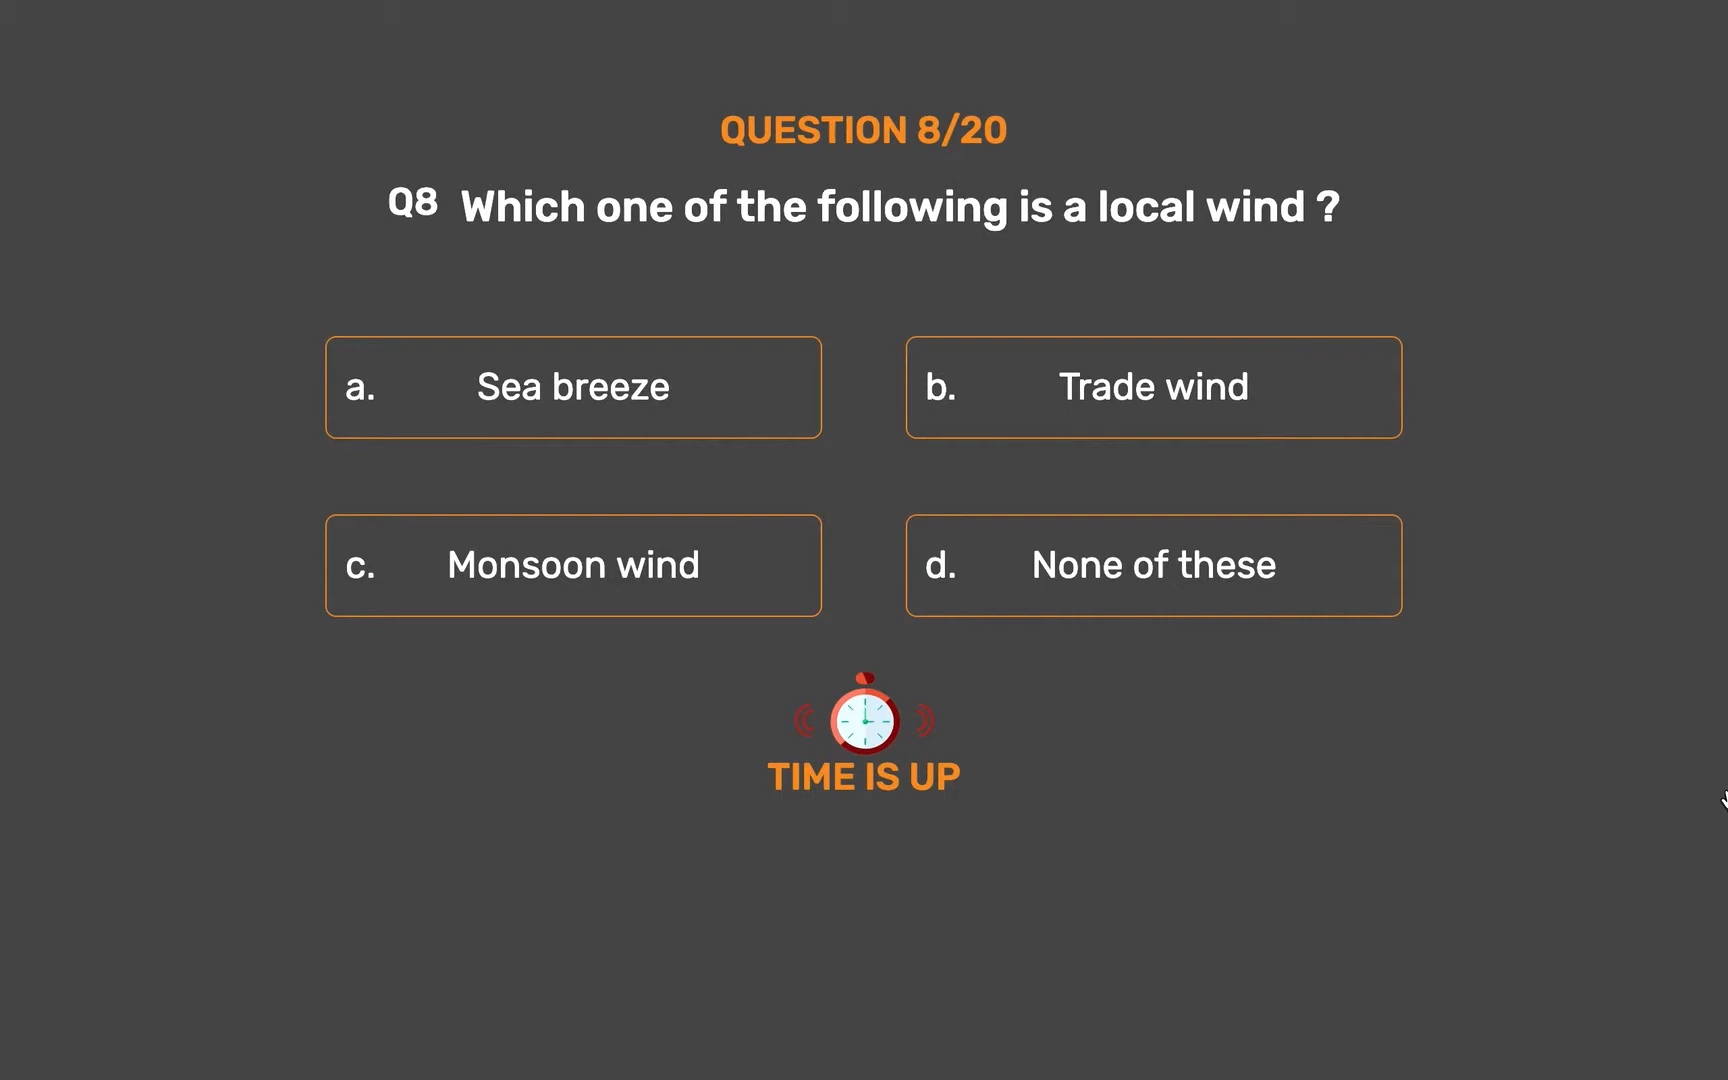 QUESTION 8/20
Q8 Which one of the following is a local wind ?
a. Sea breeze
b. Trade wind
c. Monsoon wind
d. None of these
TIME IS UP